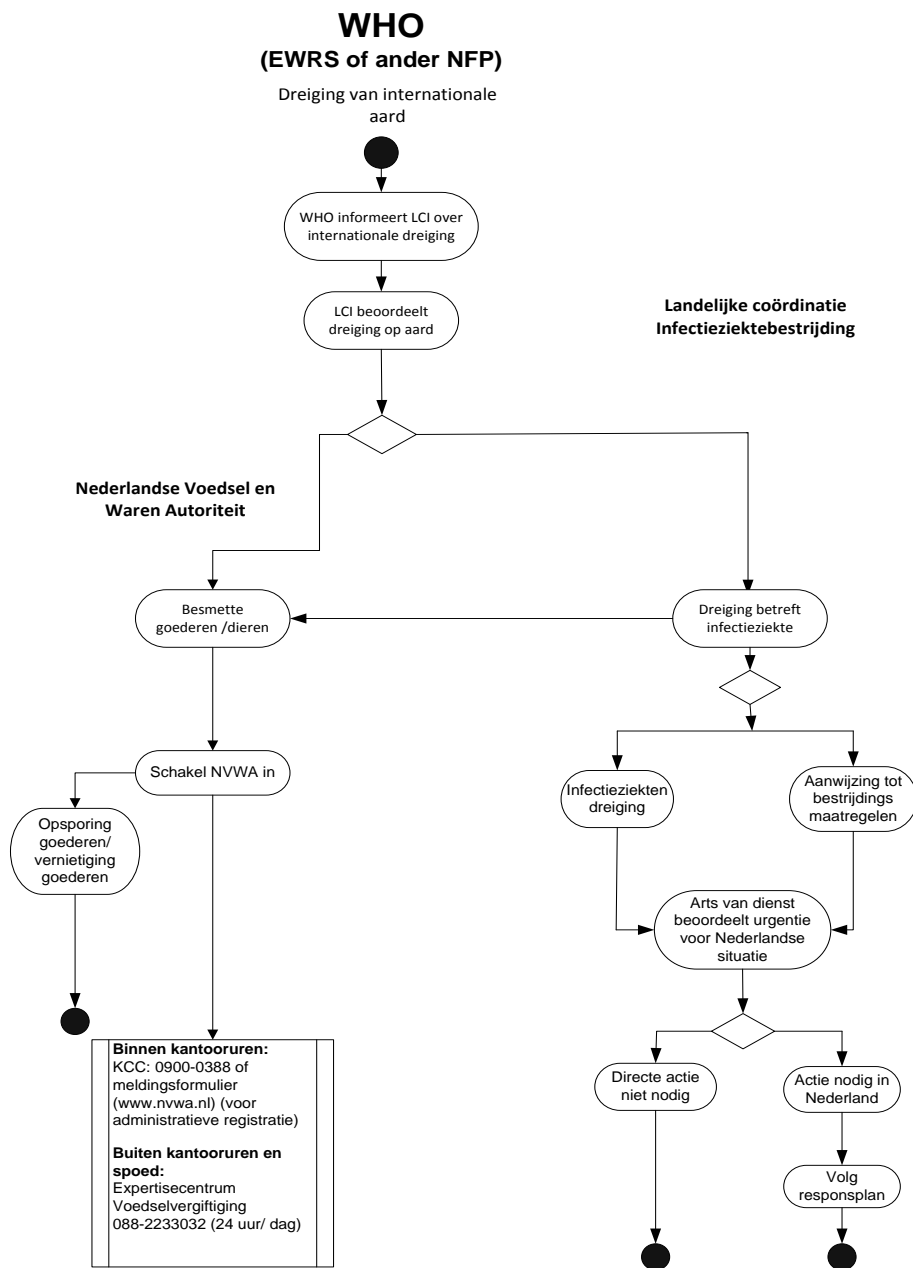 WHO
(EWRS of ander NFP)
Dreiging van internationale
aard
WHO informeert LCI over
internationale dreiging
LCI beoordeelt
dreiging op aard
Landelijke coördinatie
Infectieziektebestrijding
Nederlandse Voedsel en
Waren Autoriteit
Besmette
goederen /dieren
Dreiging betreft
infectieziekte
Schakel NVWA in
Infectieziekten
dreiging
Aanwijzing tot
bestrijdings
maatregelen
Opsporing
goederen/
vernietiging
goederen
Arts van dienst
beoordeelt urgentie
voor Nederlandse
situatie
Binnen kantooruren:
KCC: 0900-0388 of
meldingsformulier
(www.nvwa.nl) (voor
administratieve registratie)
Buiten kantooruren en
spoed:
Expertisecentrum
Voedselvergiftiging
088-2233032 (24 uur/ dag)
Directe actie
niet nodig
Actie nodig in
Nederland
Volg
responsplan